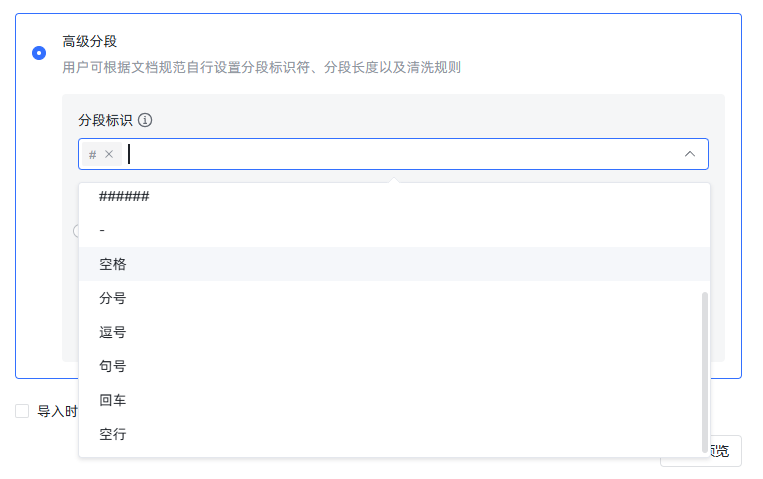 高级分段
用户可根据文档规范自行设置分段标识符、分段长度以及清洗规则
分段标识
#
######
-
空格
分号
逗号
句号
回车
空行
导入时
预览